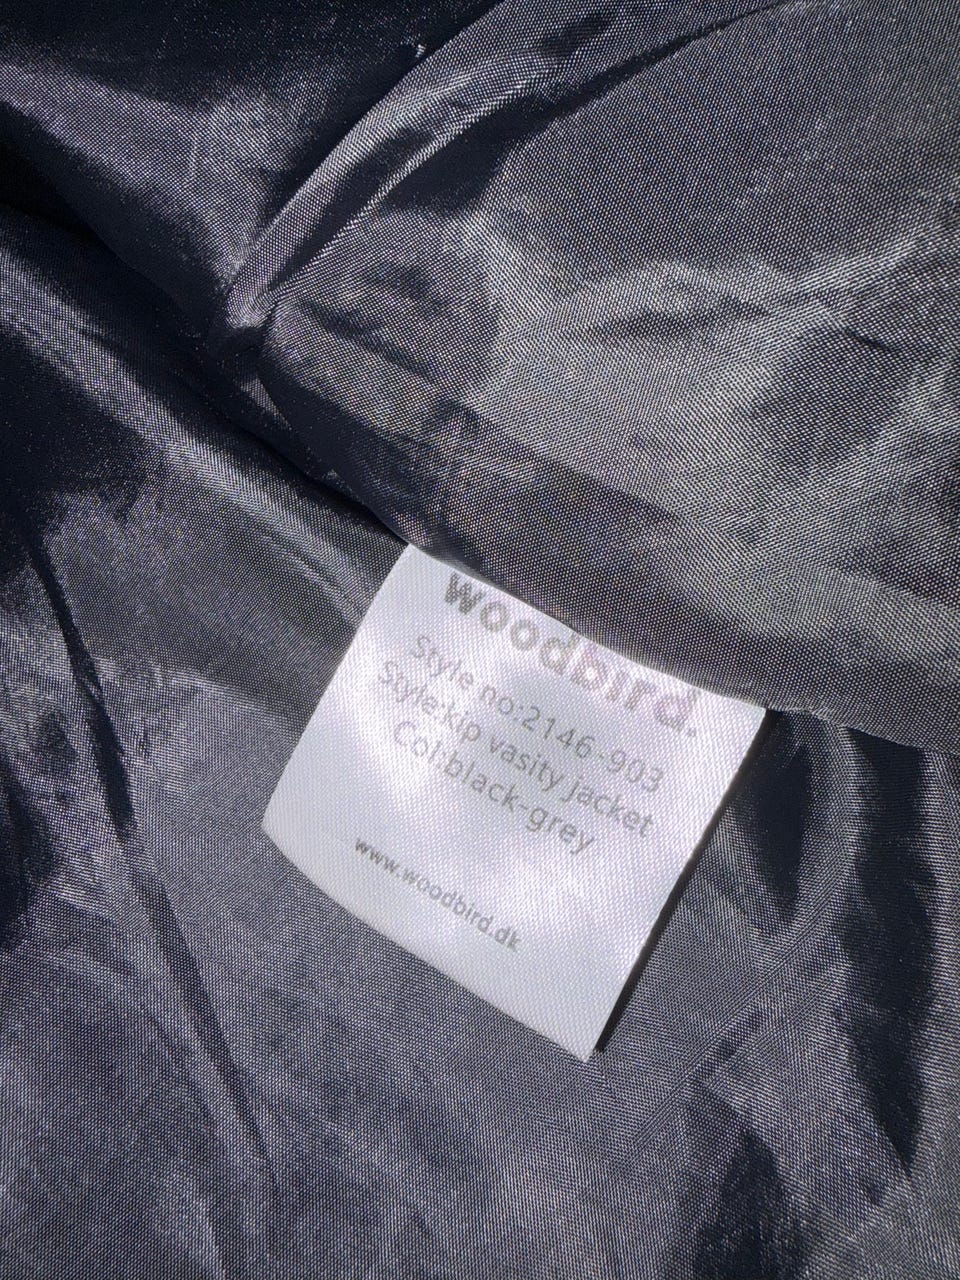 woodbird.
Style no:2146-903
Style:kip vasity jacket
Col:black-grey
www.woodbird.dk